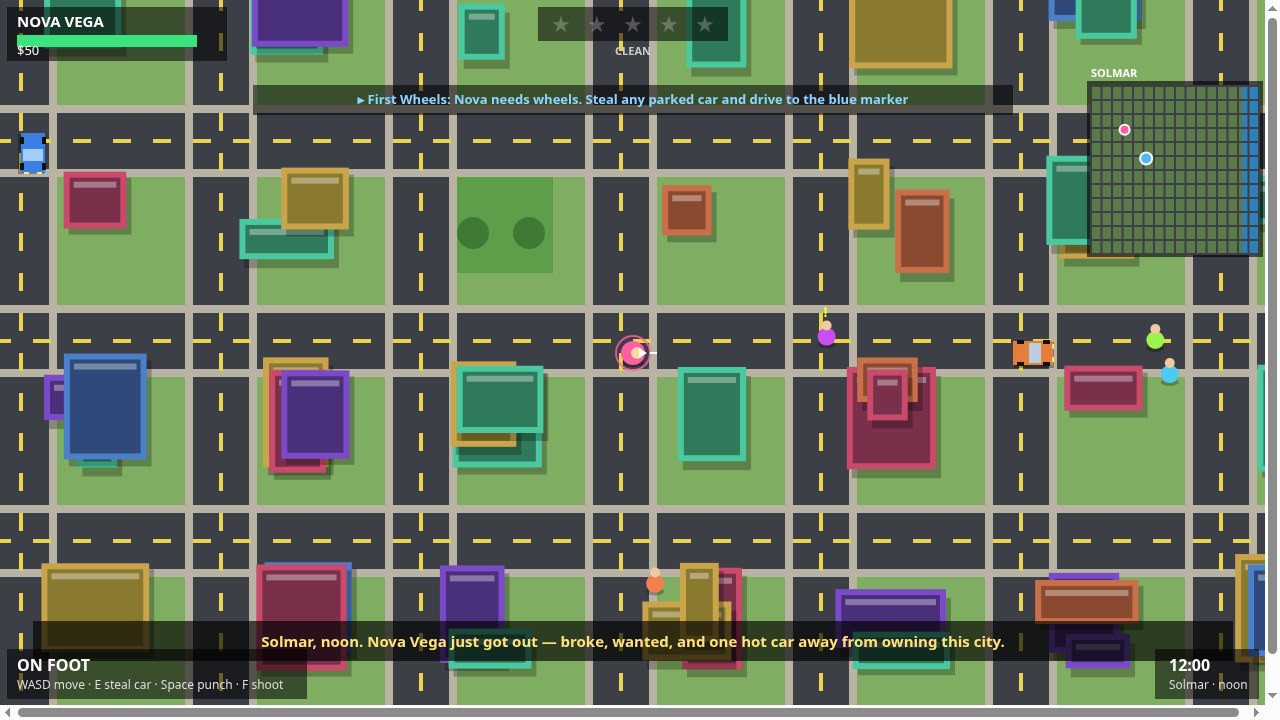 NOVA VEGA
$50
★ ★ ★ ★ ★
CLEAN
▸ First Wheels: Nova needs wheels. Steal any parked car and drive to the blue marker
SOLMAR
!
Solmar, noon. Nova Vega just got out — broke, wanted, and one hot car away from owning this city.
ON FOOT
WASD move · E steal car · Space punch · F shoot
12:00
Solmar · noon